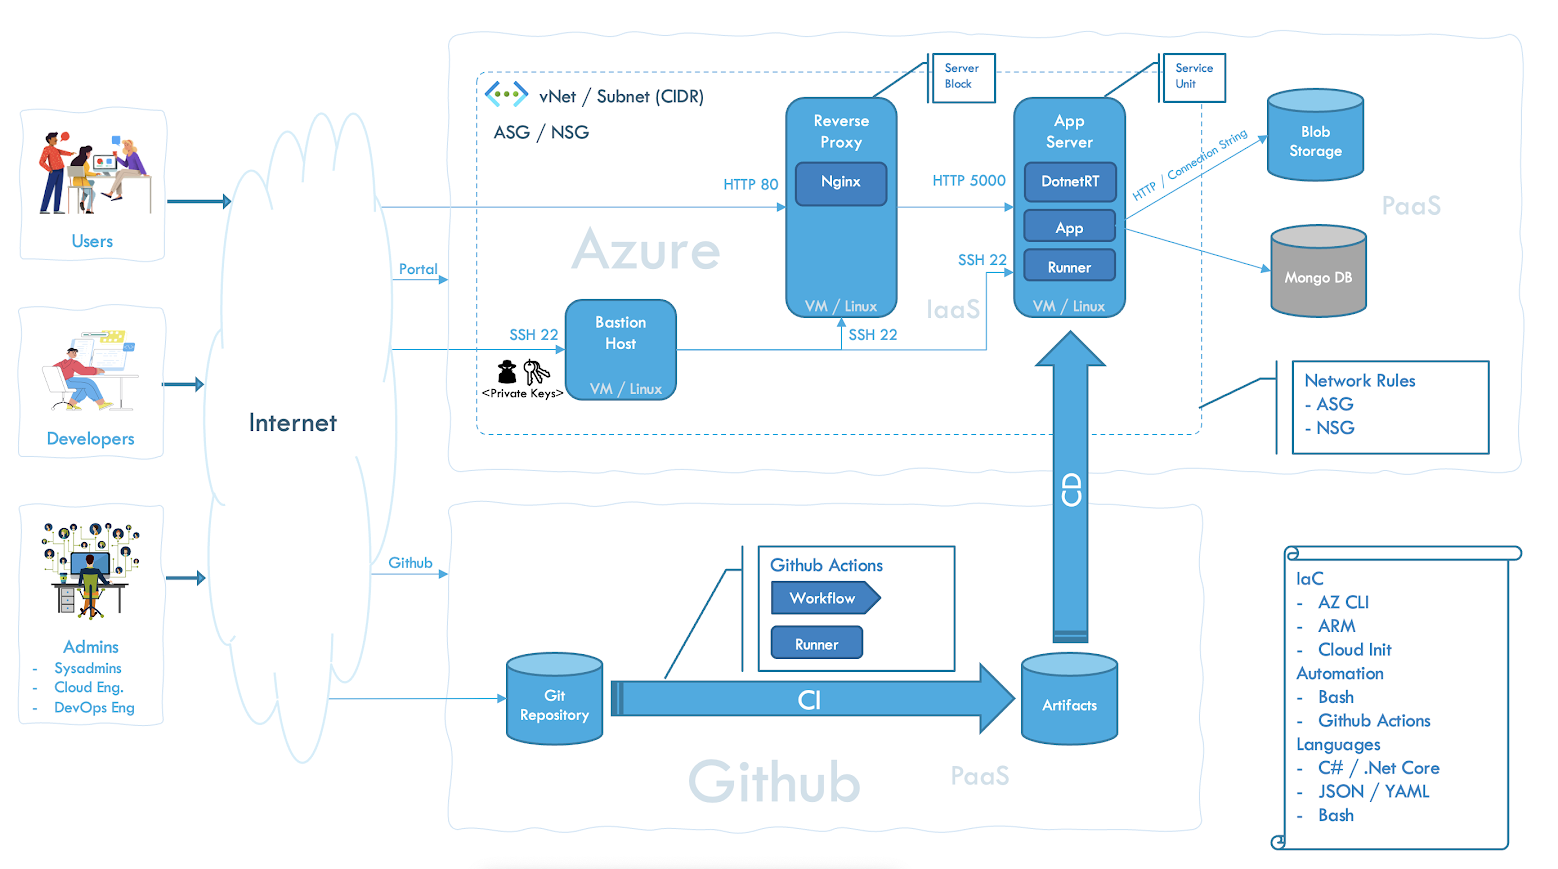 Users
Developers
Admins
- Sysadmins
- Cloud Eng.
- DevOps Eng
Internet
Portal
Github
vNet / Subnet (CIDR)
ASG / NSG
Azure
IaaS
PaaS
HTTP 80
SSH 22
<Private Keys>
Bastion
Host
VM / Linux
Reverse
Proxy
Nginx
VM / Linux
SSH 22
Server
Block
HTTP 5000
SSH 22
App
Server
DotnetRT
App
Runner
VM / Linux
Service
Unit
HTTP / Connection String
Blob
Storage
Mongo DB
Network Rules
- ASG
- NSG
CD
Github Actions
Workflow
Runner
Git
Repository
CI
Artifacts
Github
PaaS
IaC
- AZ CLI
- ARM
- Cloud Init
Automation
- Bash
- Github Actions
Languages
- C# / .Net Core
- JSON / YAML
- Bash